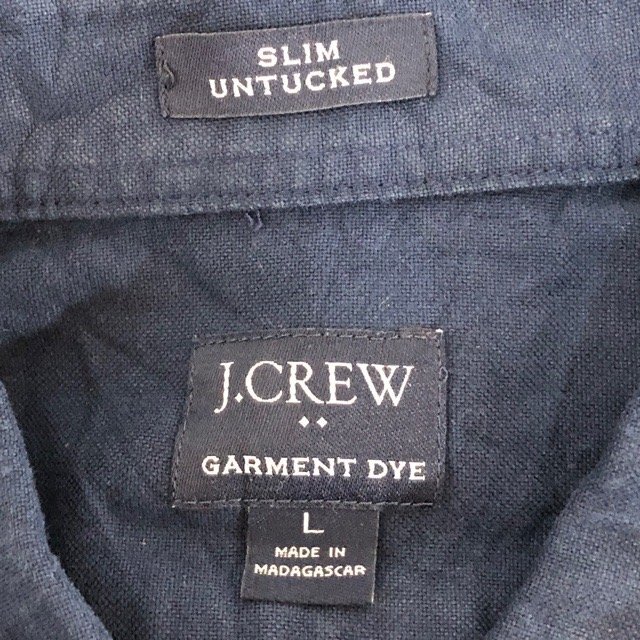 SLIM
UNTUCKED
J.CREW
GARMENT DYE
L
MADE IN
MADAGASCAR